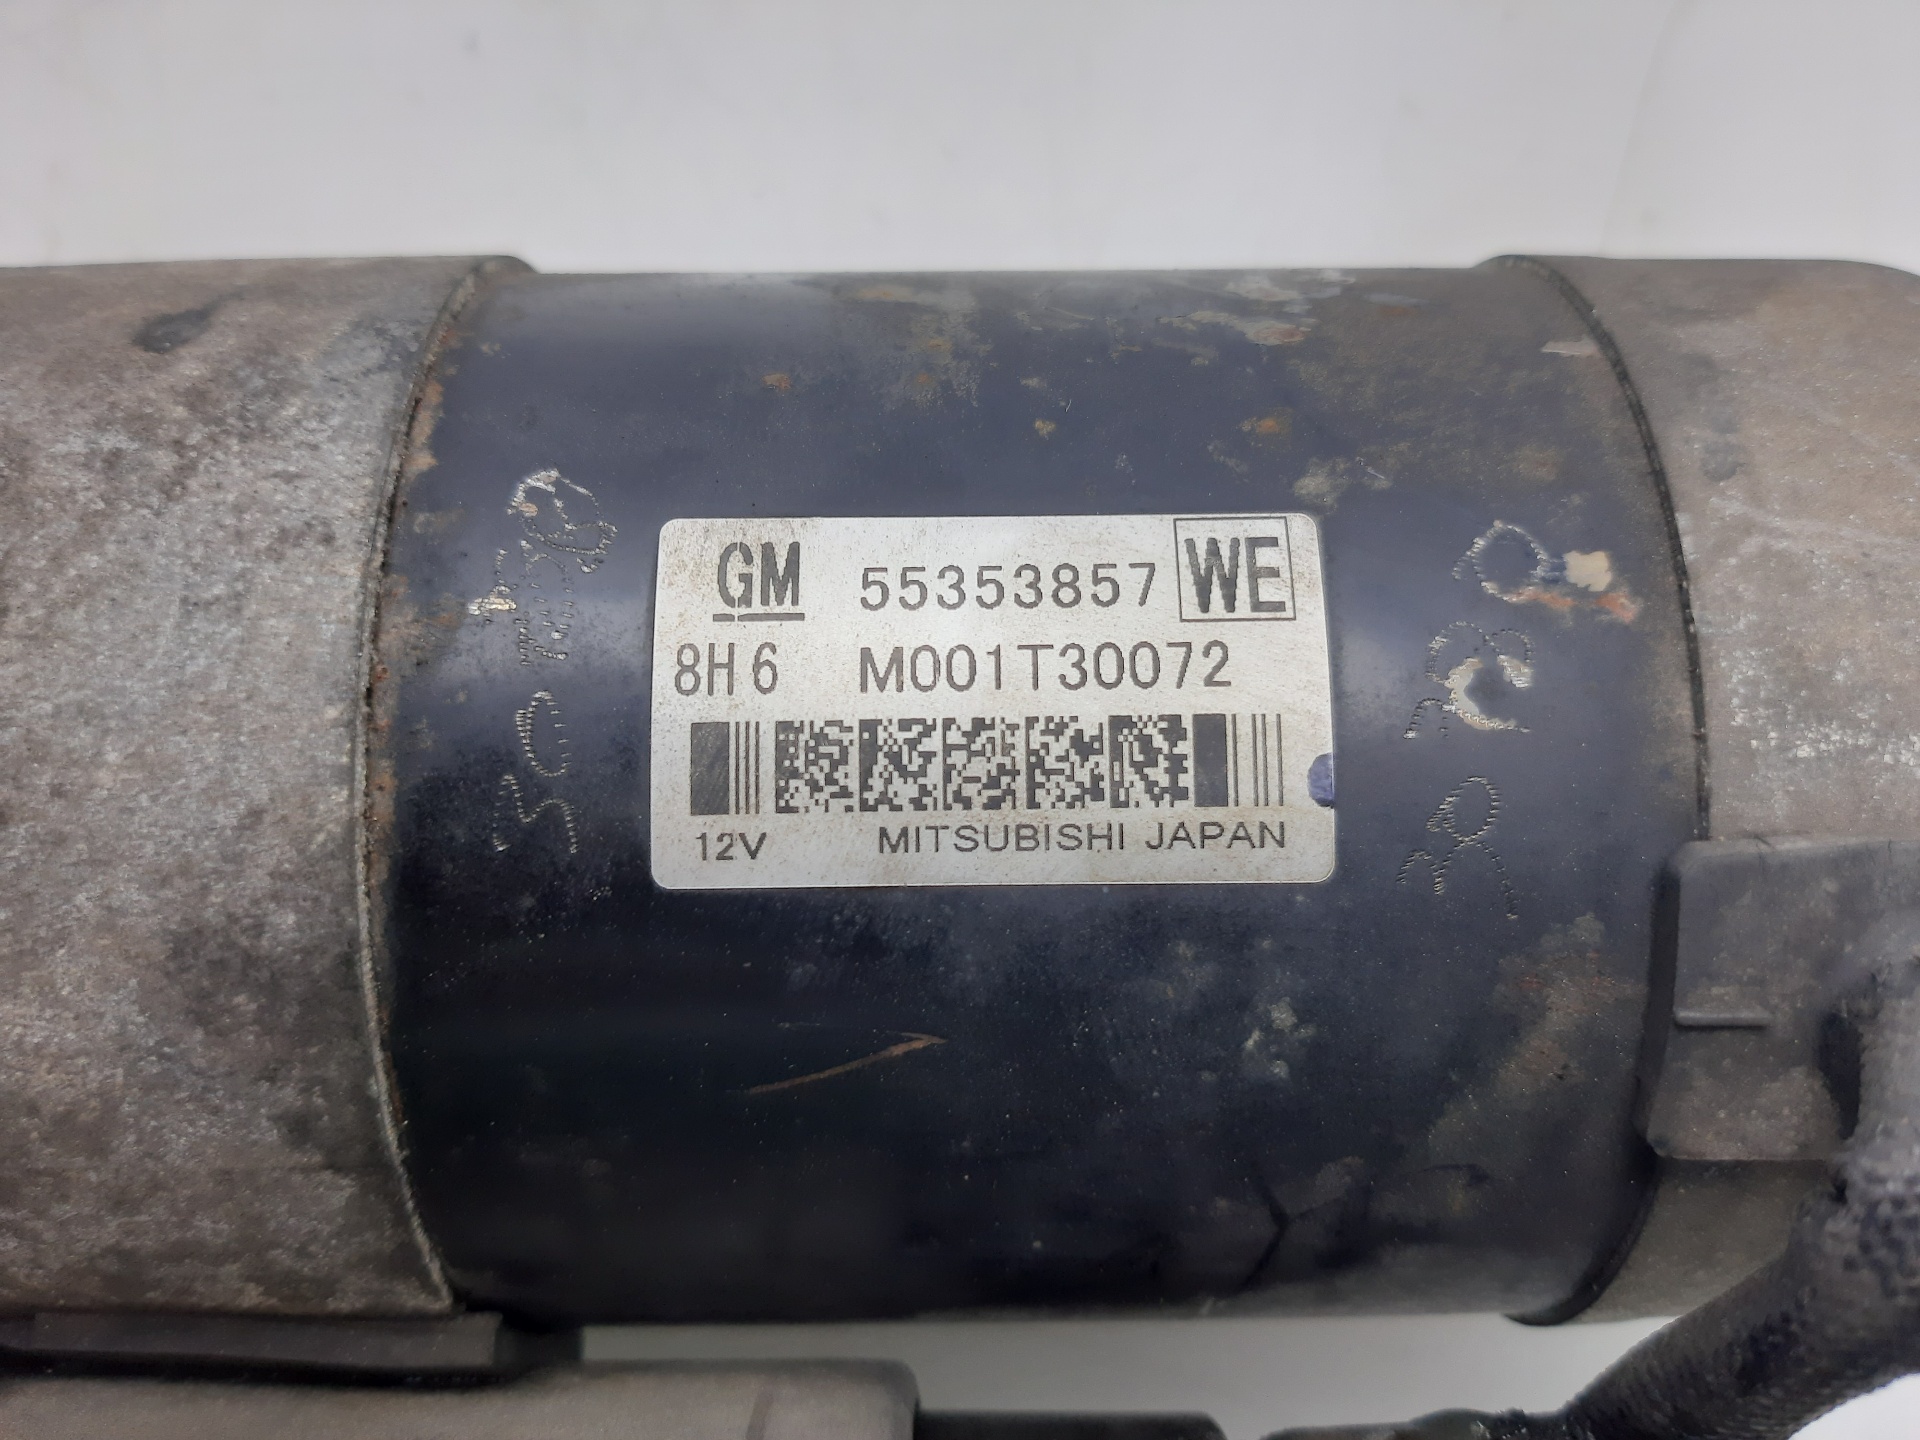 GM 55353857 WE
8H6 M001T30072
12V MITSUBISHI JAPAN